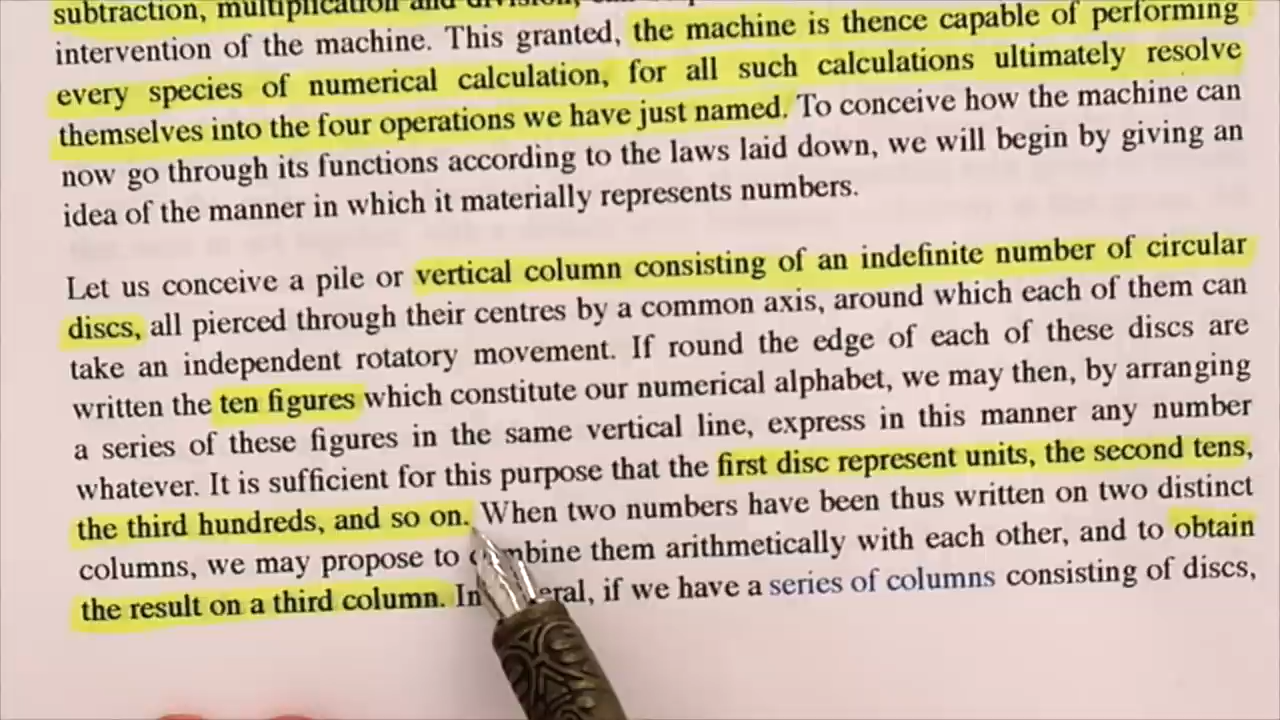 subtraction, multiplication and division,
intervention of the machine. This granted, the machine is thence capable of performing
every species of numerical calculation, for all such calculations ultimately resolve
themselves into the four operations we have just named. To conceive how the machine can
now go through its functions according to the laws laid down, we will begin by giving an
idea of the manner in which it materially represents numbers.
Let us conceive a pile or vertical column consisting of an indefinite number of circular
discs, all pierced through their centres by a common axis, around which each of them can
take an independent rotatory movement. If round the edge of each of these discs are
written the ten figures which constitute our numerical alphabet, we may then, by arranging
a series of these figures in the same vertical line, express in this manner any number
whatever. It is sufficient for this purpose that the first disc represent units, the second tens,
the third hundreds, and so on. When two numbers have been thus written on two distinct
columns, we may propose to combine them arithmetically with each other, and to obtain
the result on a third column. In general, if we have a series of columns consisting of discs,